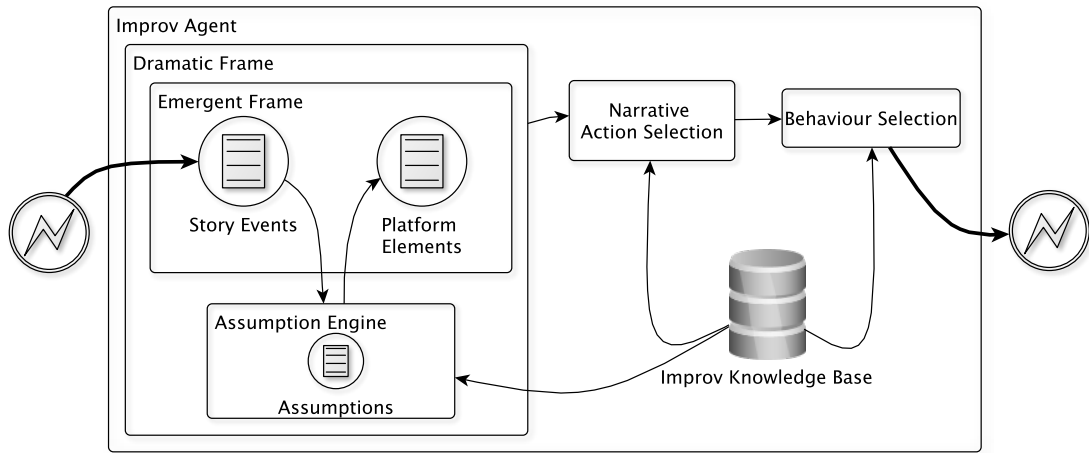 Improv Agent
Dramatic Frame
Emergent Frame
Story Events
Platform
Elements
Assumption Engine
Assumptions
Narrative
Action Selection
Behaviour Selection
Improv Knowledge Base